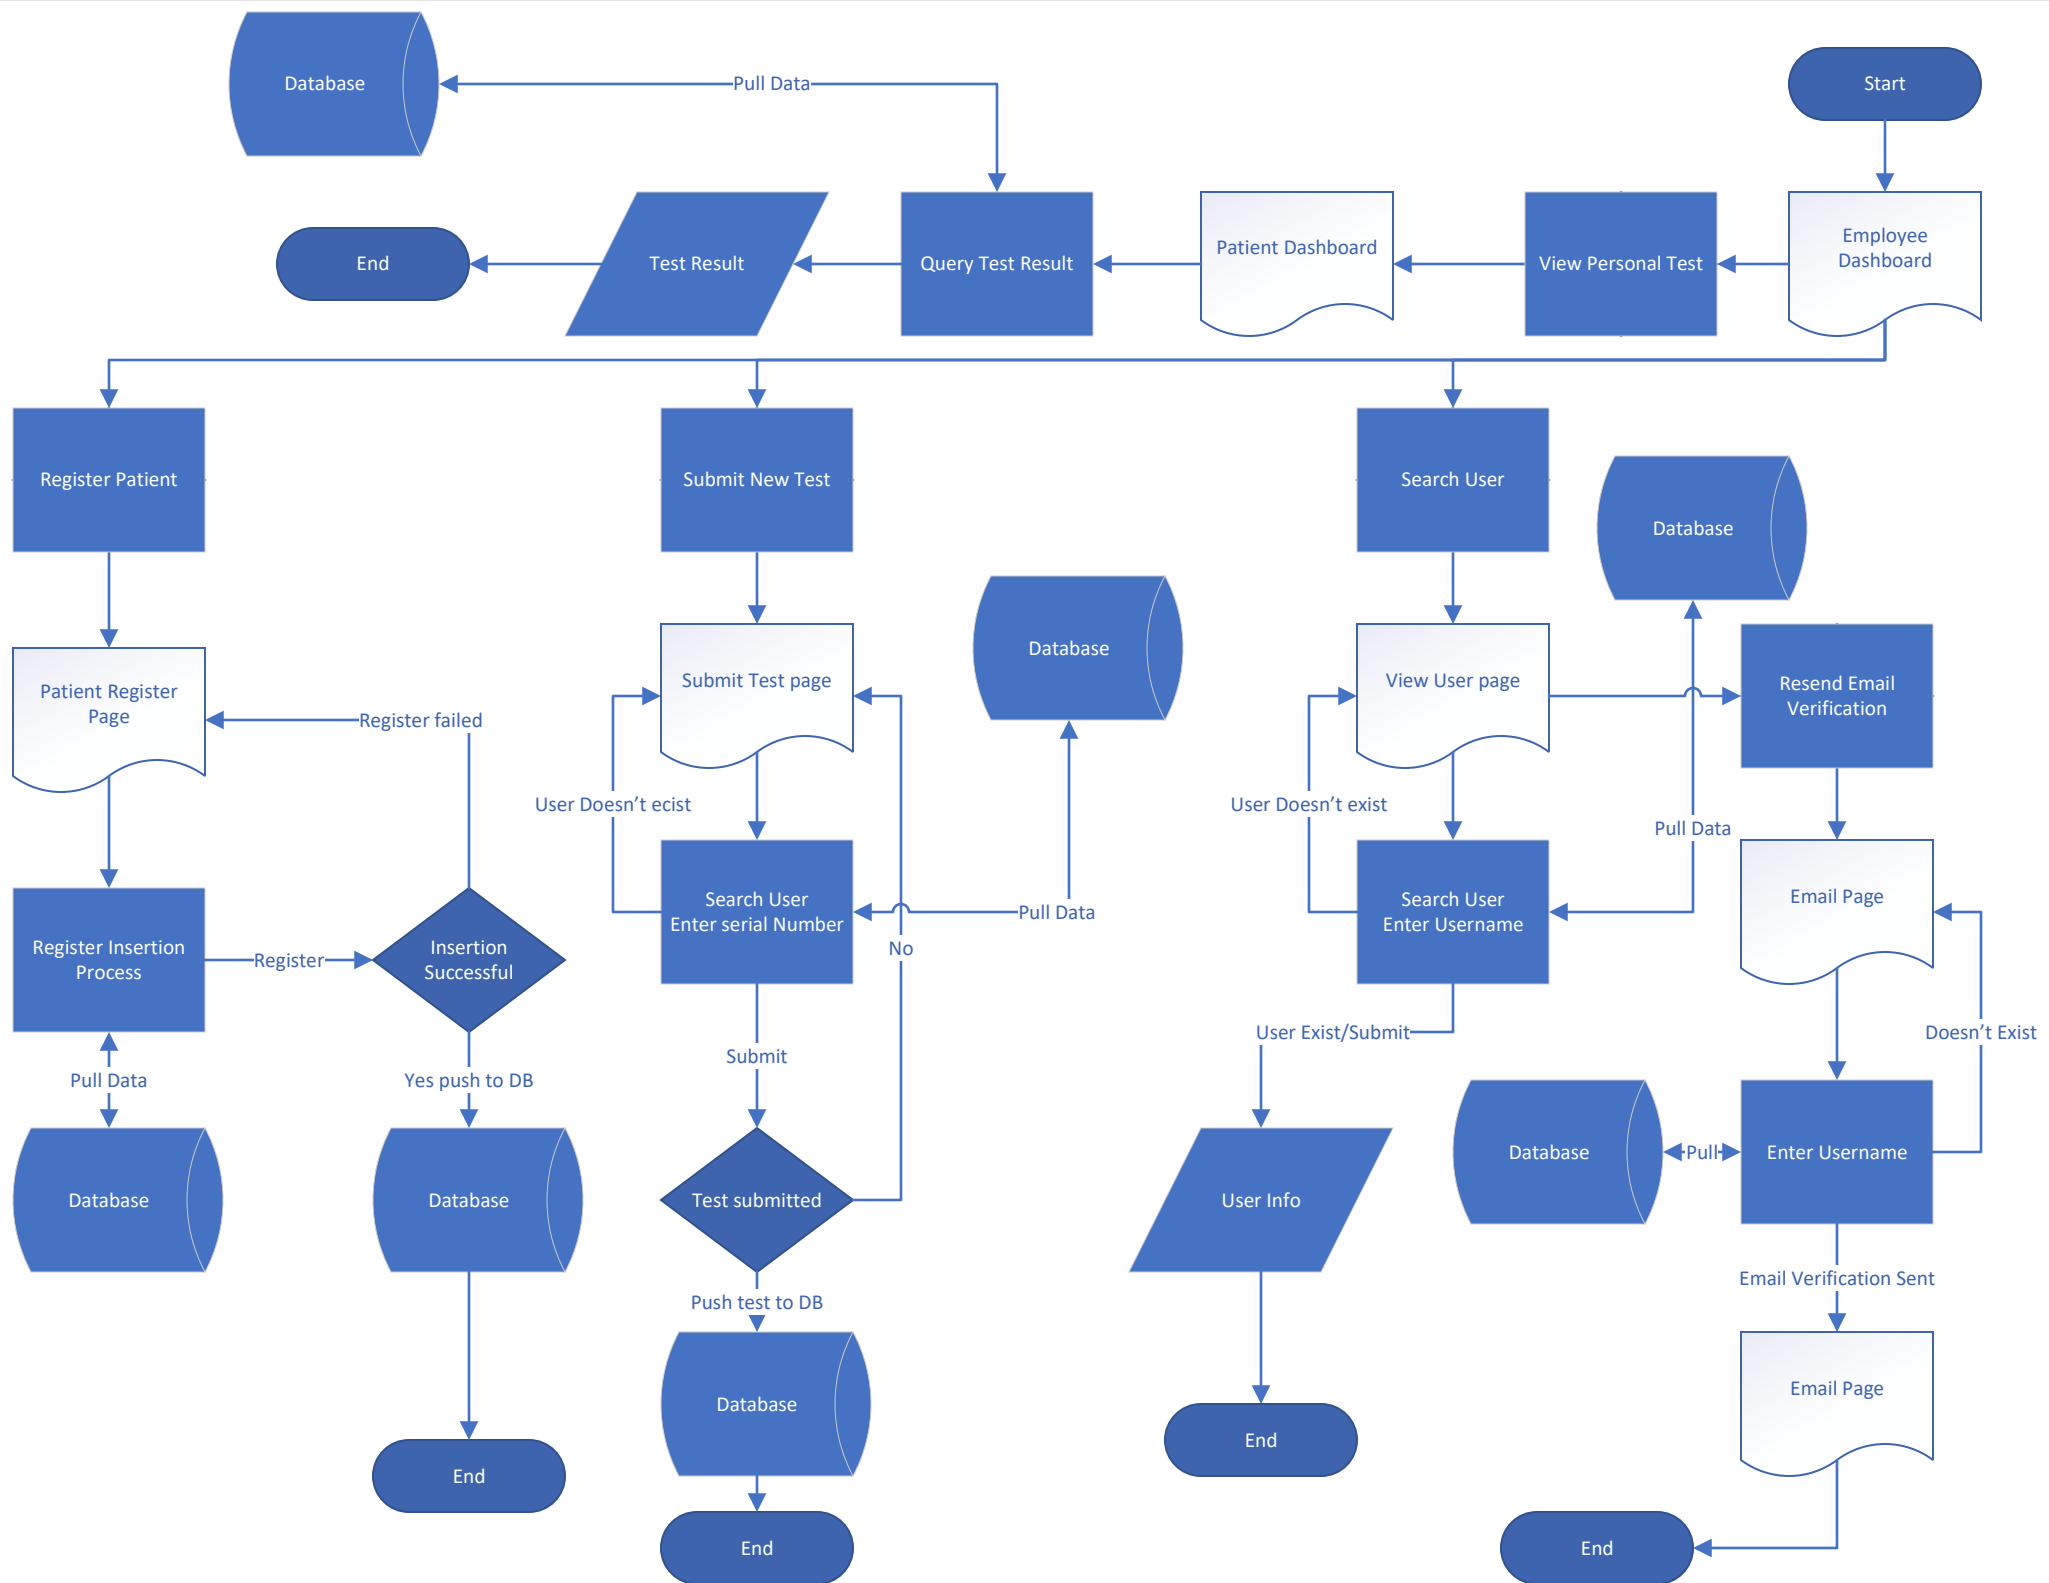 Database
Pull Data
Start
End
Test Result
Query Test Result
Patient Dashboard
View Personal Test
Employee
Dashboard
Register Patient
Submit New Test
Search User
Database
Database
Patient Register
Page
Register failed
Submit Test page
View User page
Resend Email
Verification
User Doesn't ecist
User Doesn't exist
Pull Data
Search User
Enter serial Number
Pull Data
Search User
Enter Username
Email Page
Register Insertion
Process
Register
Insertion
Successful
No
User Exist/Submit
Doesn't Exist
Pull Data
Yes push to DB
Submit
Database
Database
Test submitted
User Info
Database
Pull
Enter Username
Email Verification Sent
Push test to DB
Database
Email Page
End
End
End
End